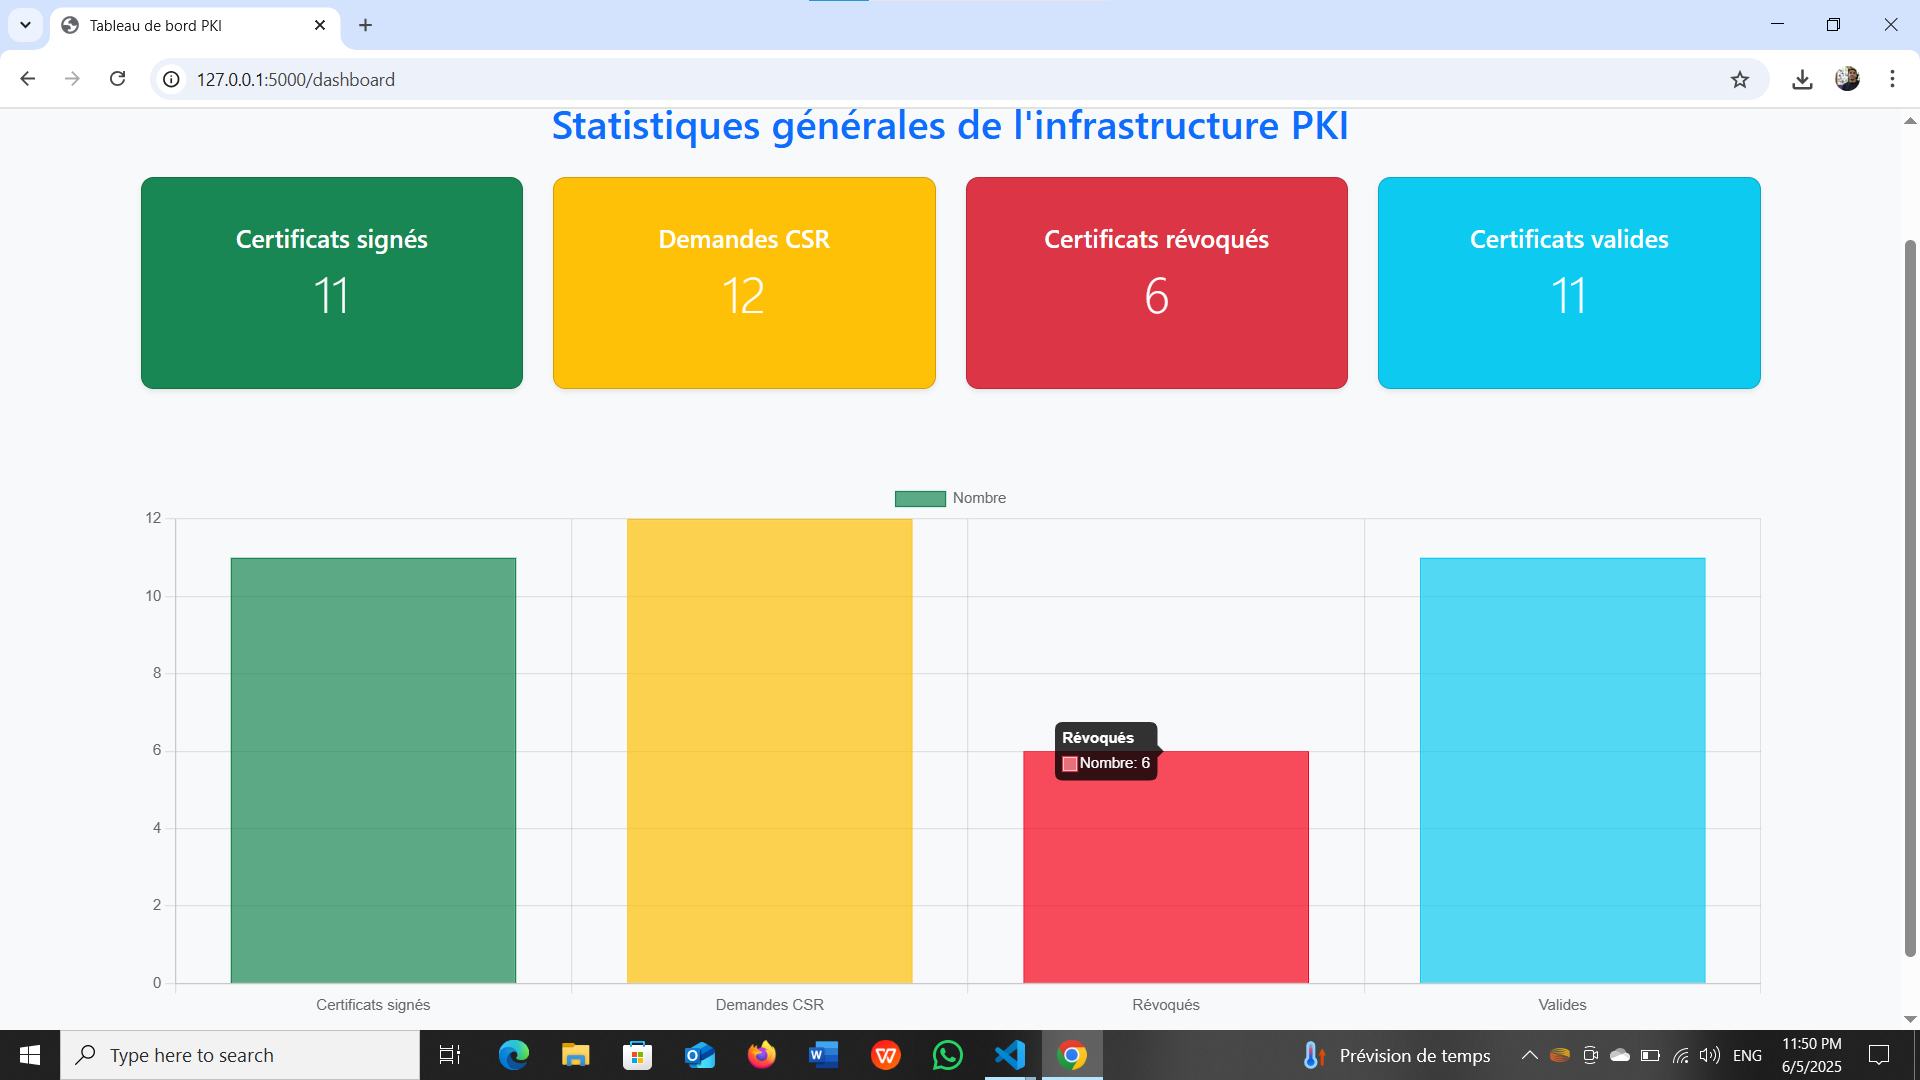 Tableau de bord PKI
127.0.0.1:5000/dashboard
Statistiques générales de l'infrastructure PKI
Certificats signés
11
Demandes CSR
12
Certificats révoqués
6
Certificats valides
11
Nombre
12
10
8
6
4
2
0
Révoqués
Nombre: 6
Certificats signés
Demandes CSR
Révoqués
Valides
Type here to search
Prévision de temps
ENG
11:50 PM
6/5/2025